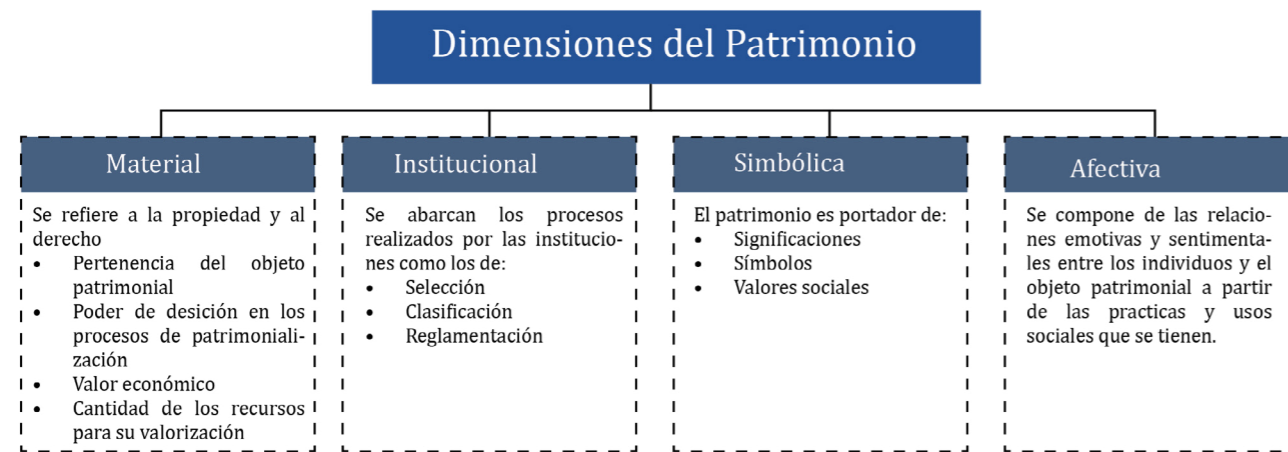 Dimensiones del Patrimonio
Material
Se refiere a la propiedad y al
derecho
• Pertenencia del objeto
patrimonial
• Poder de desición en los
procesos de patrimoniali-
zación
• Valor económico
• Cantidad de los recursos
para su valorización
Institucional
Se abarcan los procesos
realizados por las institucio-
nes como los de:
• Selección
• Clasificación
• Reglamentación
Simbólica
El patrimonio es portador de:
• Significaciones
• Símbolos
• Valores sociales
Afectiva
Se compone de las relacio-
nes emotivas y sentimenta-
les entre los individuos y el
objeto patrimonial a partir
de las practicas y usos
sociales que se tienen.